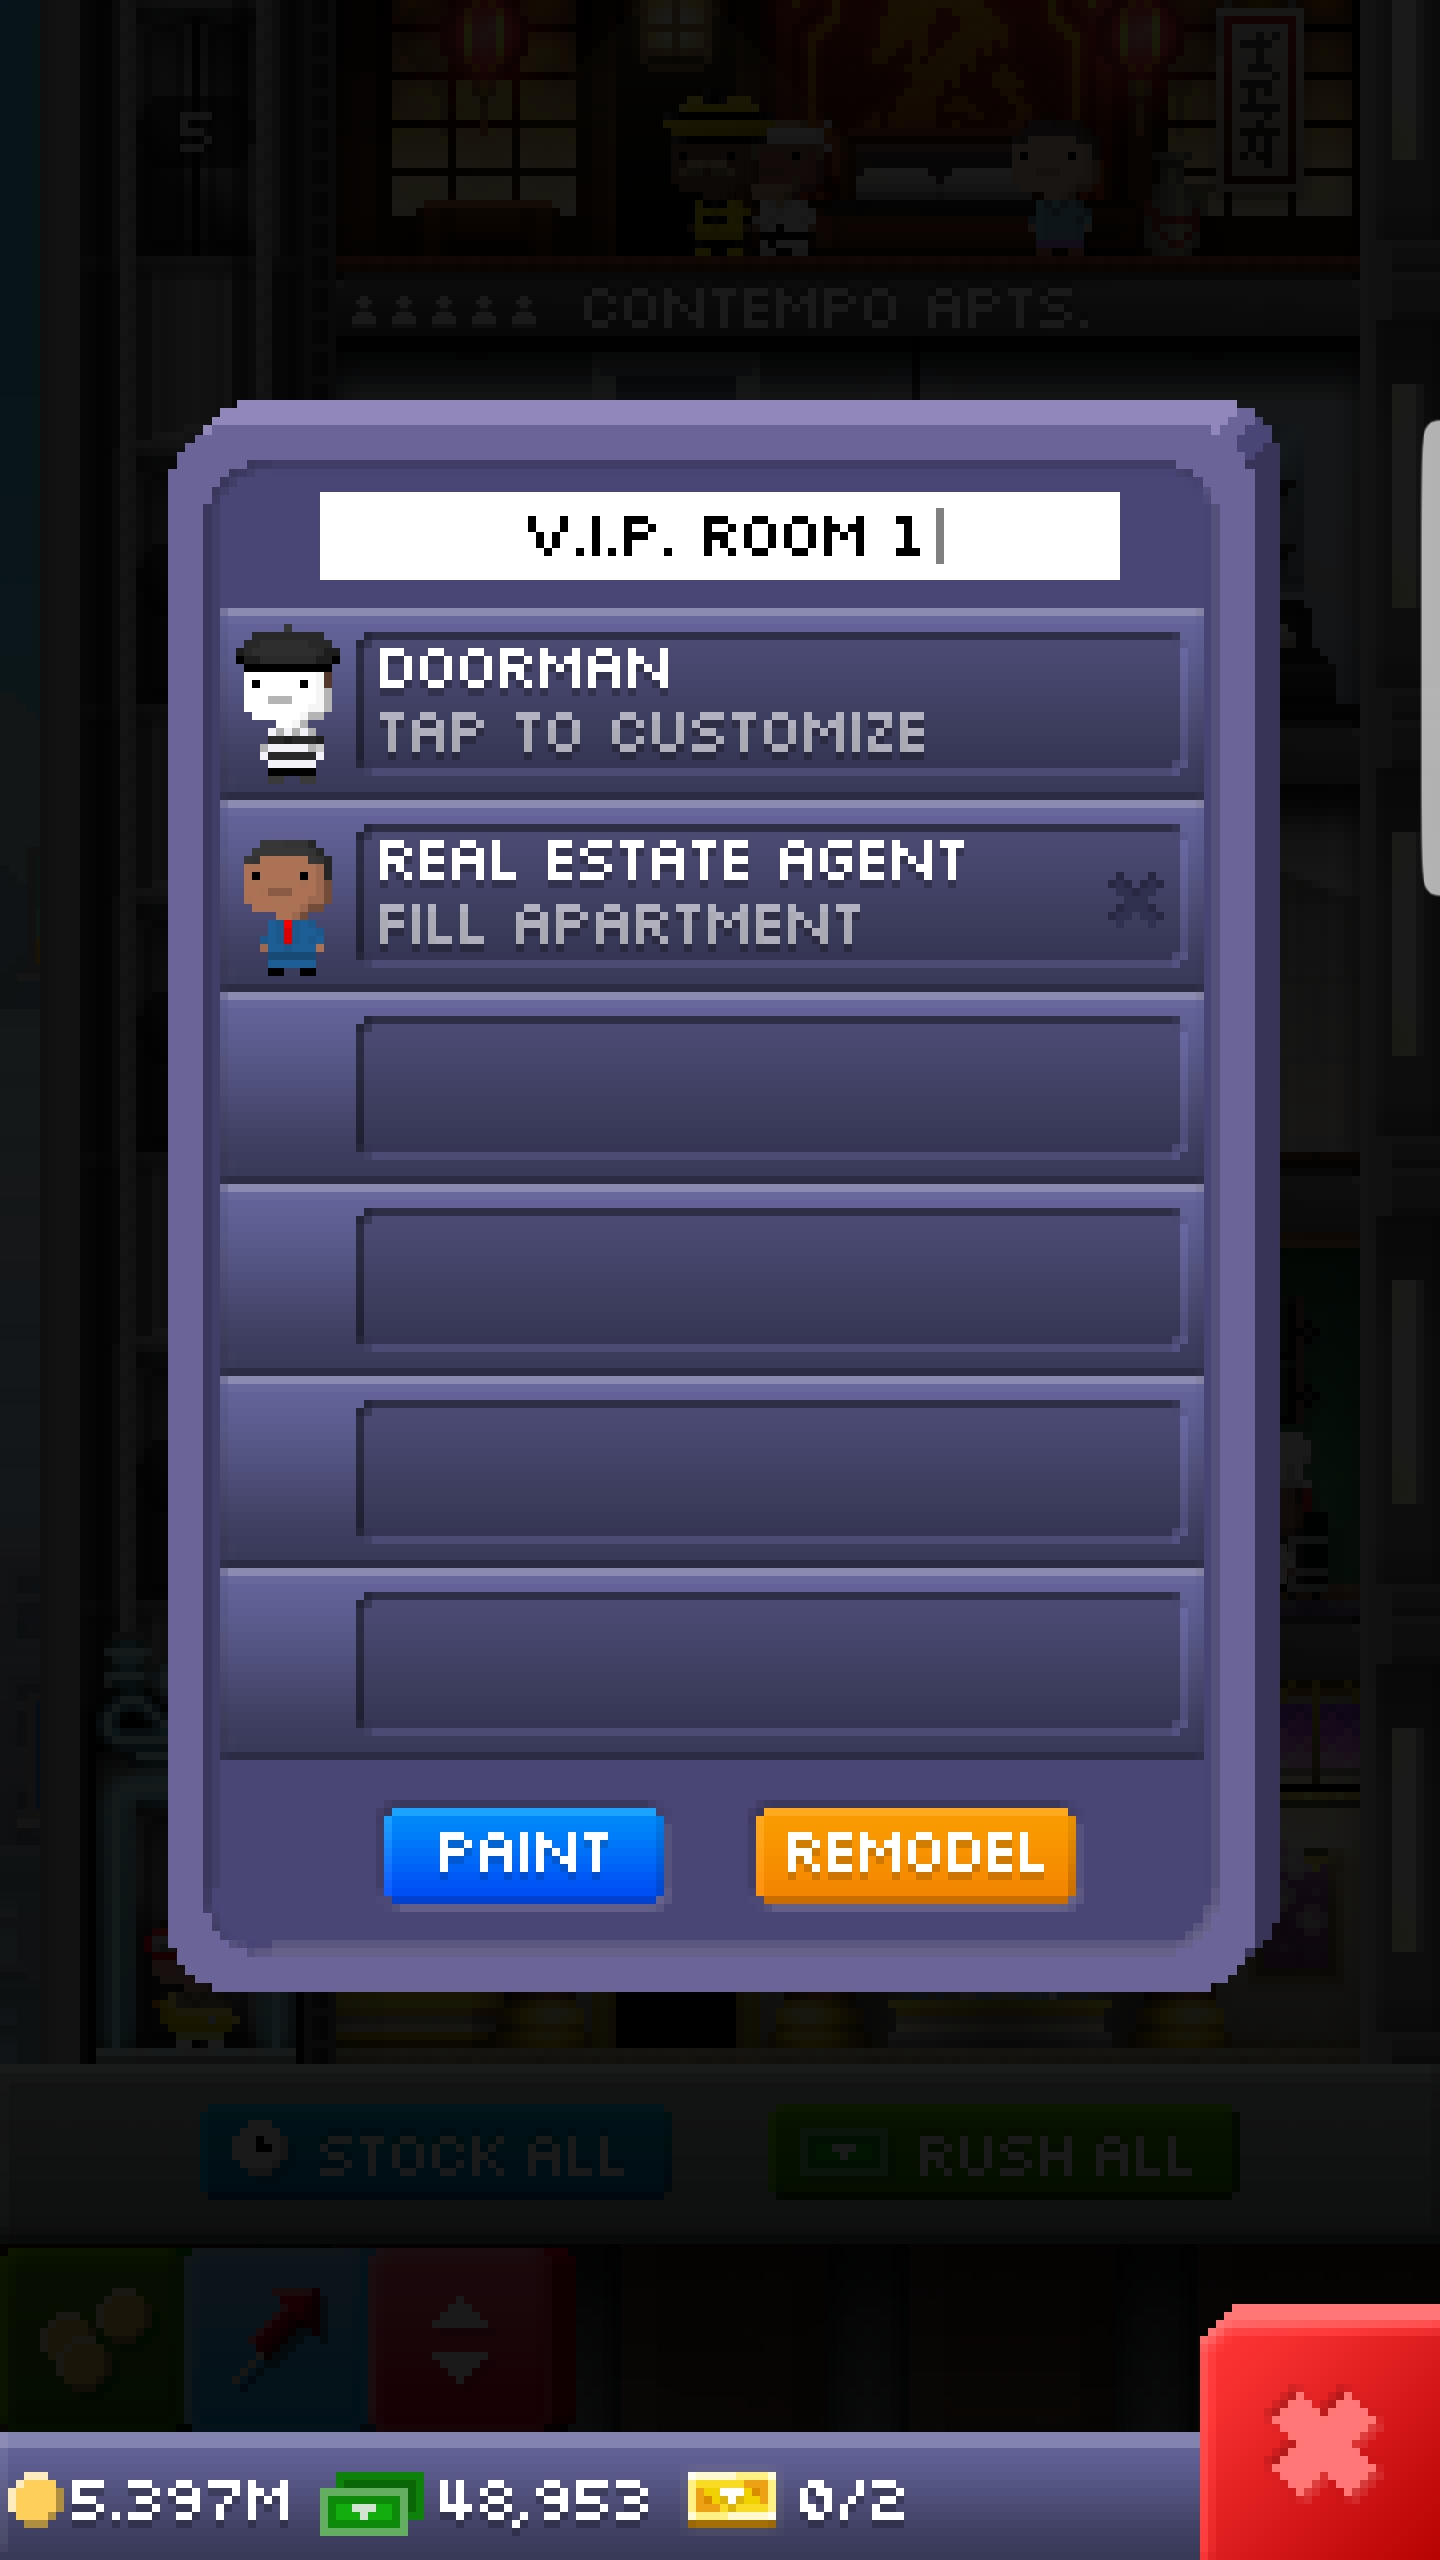 5
CONTEMPO APTS.
V.I.P. ROOM 1
DOORMAN
TAP TO CUSTOMIZE
REAL ESTATE AGENT
FILL APARTMENT
PAINT
REMODEL
STOCK ALL
RUSH ALL
5.397M
48,953
0/2